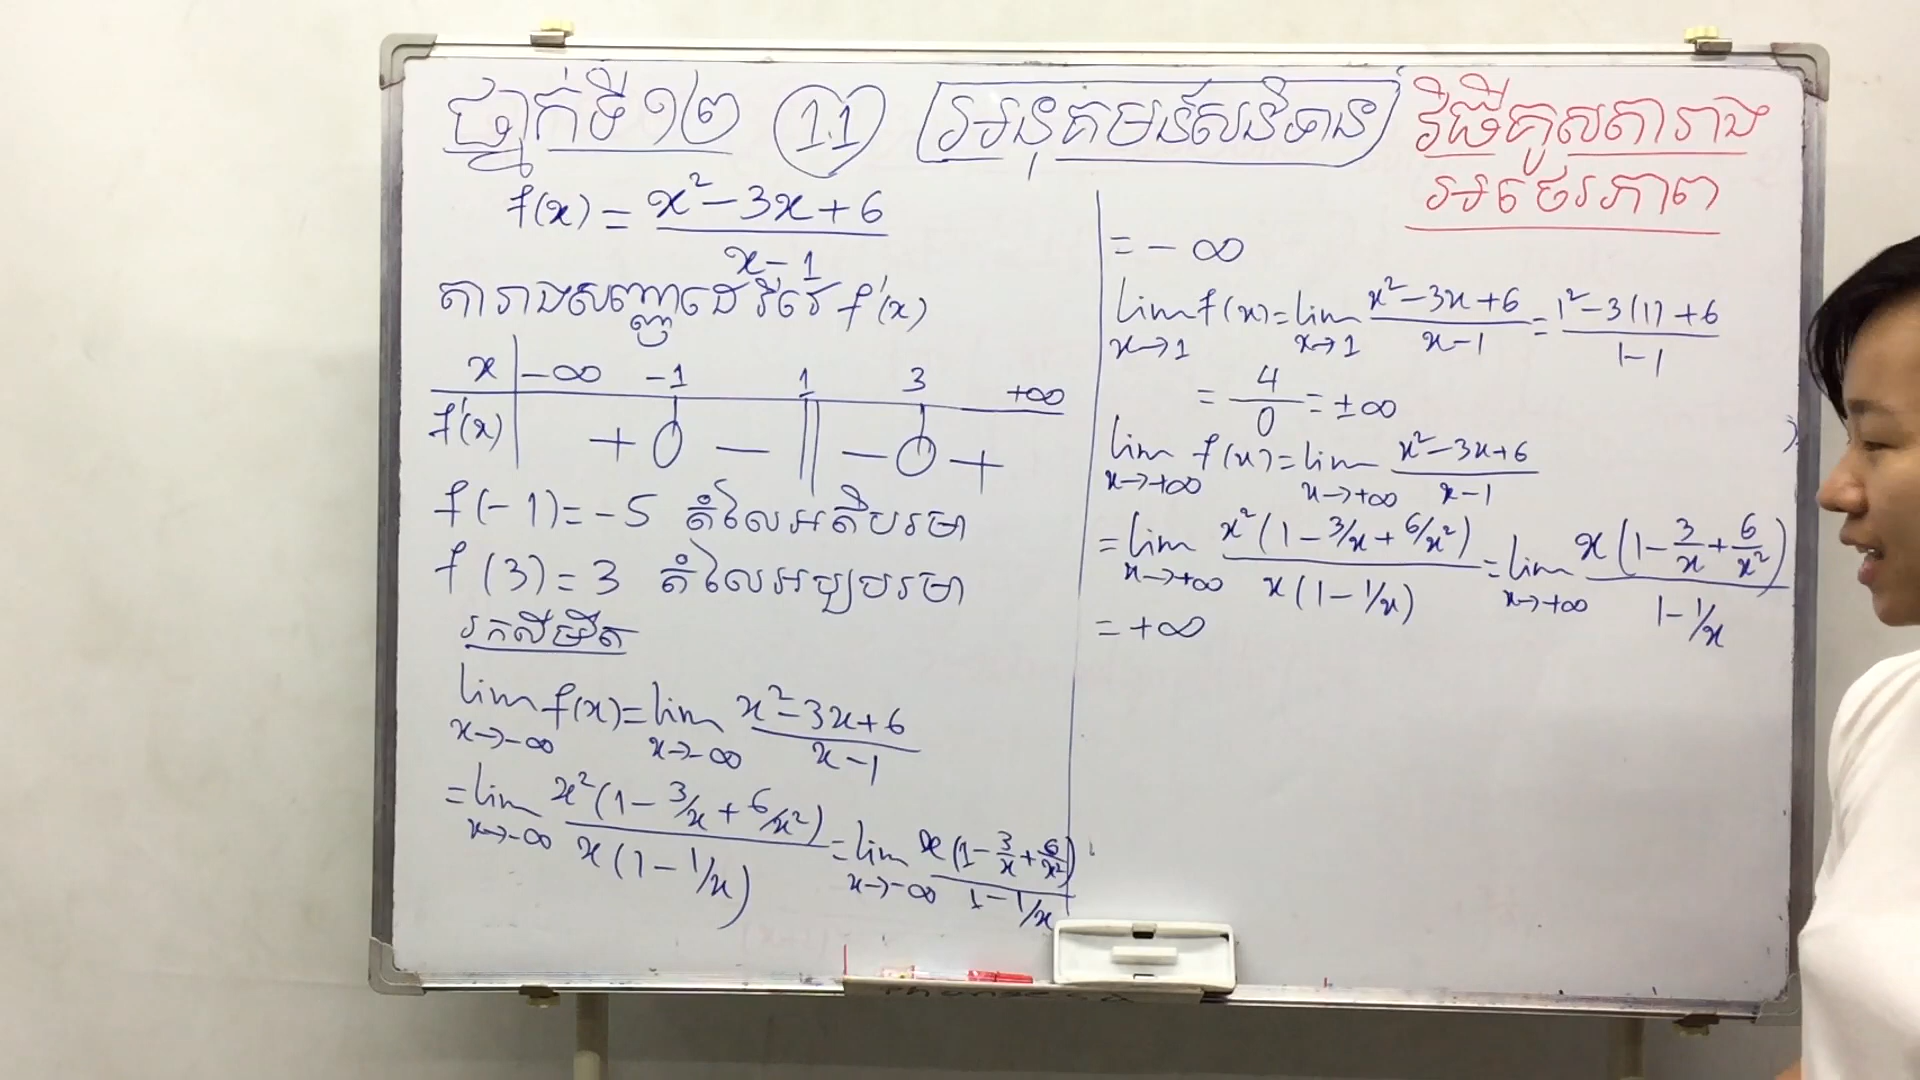 ថ្នាក់ទី១២ 1.1 អនុគមន៍សនិទាន វិធីគូសតារាង
អថេរភាព
f(x) = (x² - 3x + 6)/(x - 1)
តារាងសញ្ញាដេរីវេ f'(x)
x -∞ -1 1 3 +∞
f'(x) + 0 - || - 0 +
f(-1) = -5 តំលៃអតិបរមា
f(3) = 3 តំលៃអប្បបរមា
រកលីមីត
lim x→-∞ f(x) = lim x→-∞ (x² - 3x + 6)/(x - 1)
= lim x→-∞ x²(1 - 3/x + 6/x²)/x(1 - 1/x) = lim x→-∞ x(1 - 3/x + 6/x²)/(1 - 1/x)
= -∞
lim x→1 f(x) = lim x→1 (x² - 3x + 6)/(x - 1) = (1² - 3(1) + 6)/(1 - 1)
= 4/0 = ±∞
lim x→+∞ f(x) = lim x→+∞ (x² - 3x + 6)/(x - 1)
= lim x→+∞ x²(1 - 3/x + 6/x²)/x(1 - 1/x) = lim x→+∞ x(1 - 3/x + 6/x²)/(1 - 1/x)
= +∞